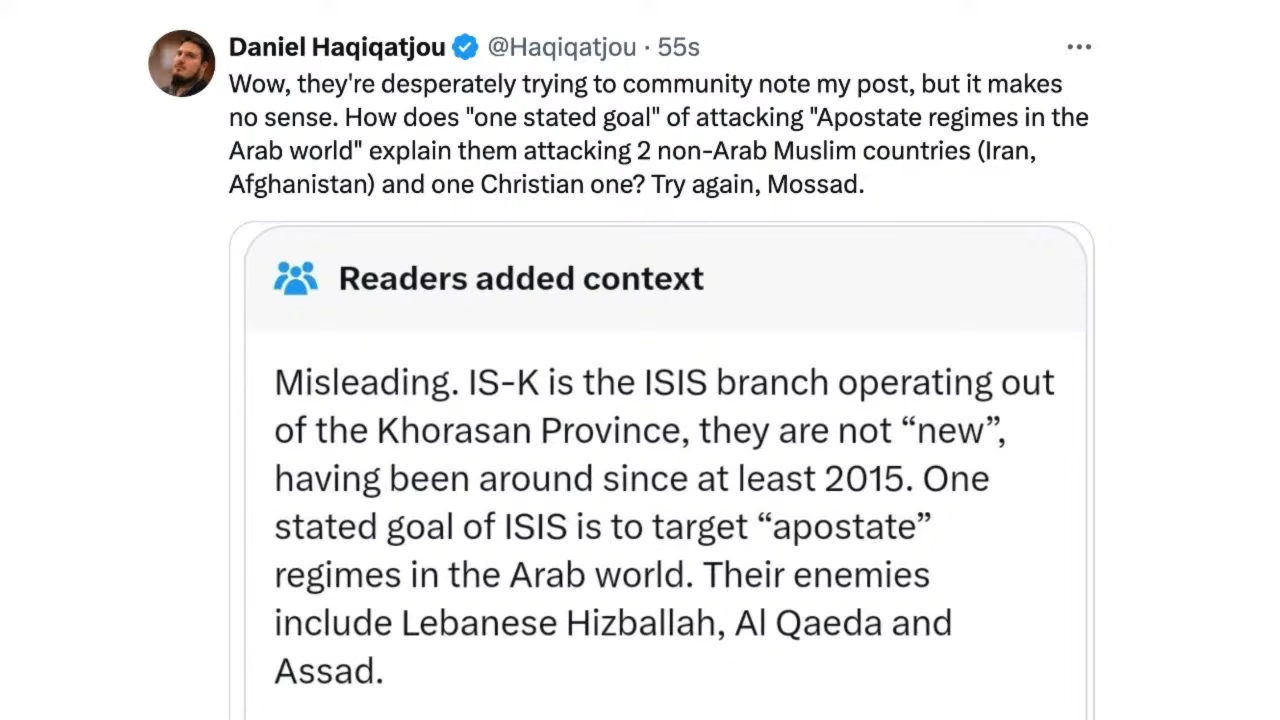 Daniel Haqiqatjou @Haqiqatjou · 55s
Wow, they're desperately trying to community note my post, but it makes
no sense. How does "one stated goal" of attacking "Apostate regimes in the
Arab world" explain them attacking 2 non-Arab Muslim countries (Iran,
Afghanistan) and one Christian one? Try again, Mossad.
Readers added context
Misleading. IS-K is the ISIS branch operating out
of the Khorasan Province, they are not “new”,
having been around since at least 2015. One
stated goal of ISIS is to target “apostate”
regimes in the Arab world. Their enemies
include Lebanese Hizballah, Al Qaeda and
Assad.